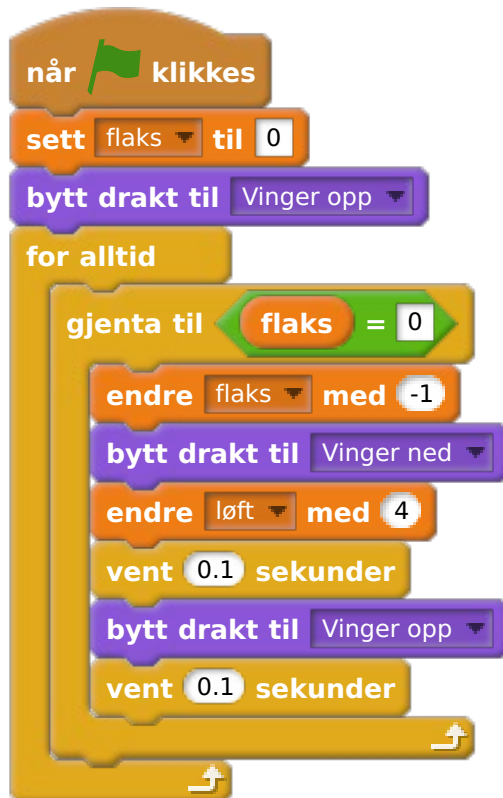 når klikkes
sett flaks til 0
bytt drakt til Vinger opp
for alltid
gjenta til flaks = 0
endre flaks med -1
bytt drakt til Vinger ned
endre løft med 4
vent 0.1 sekunder
bytt drakt til Vinger opp
vent 0.1 sekunder